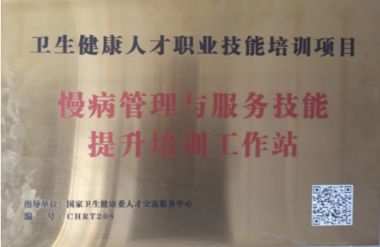 卫生健康人才职业技能培训项目
慢病管理与服务技能
提升培训工作站
指导单位：国家卫生健康委人才交流服务中心
编 号：CHRT208